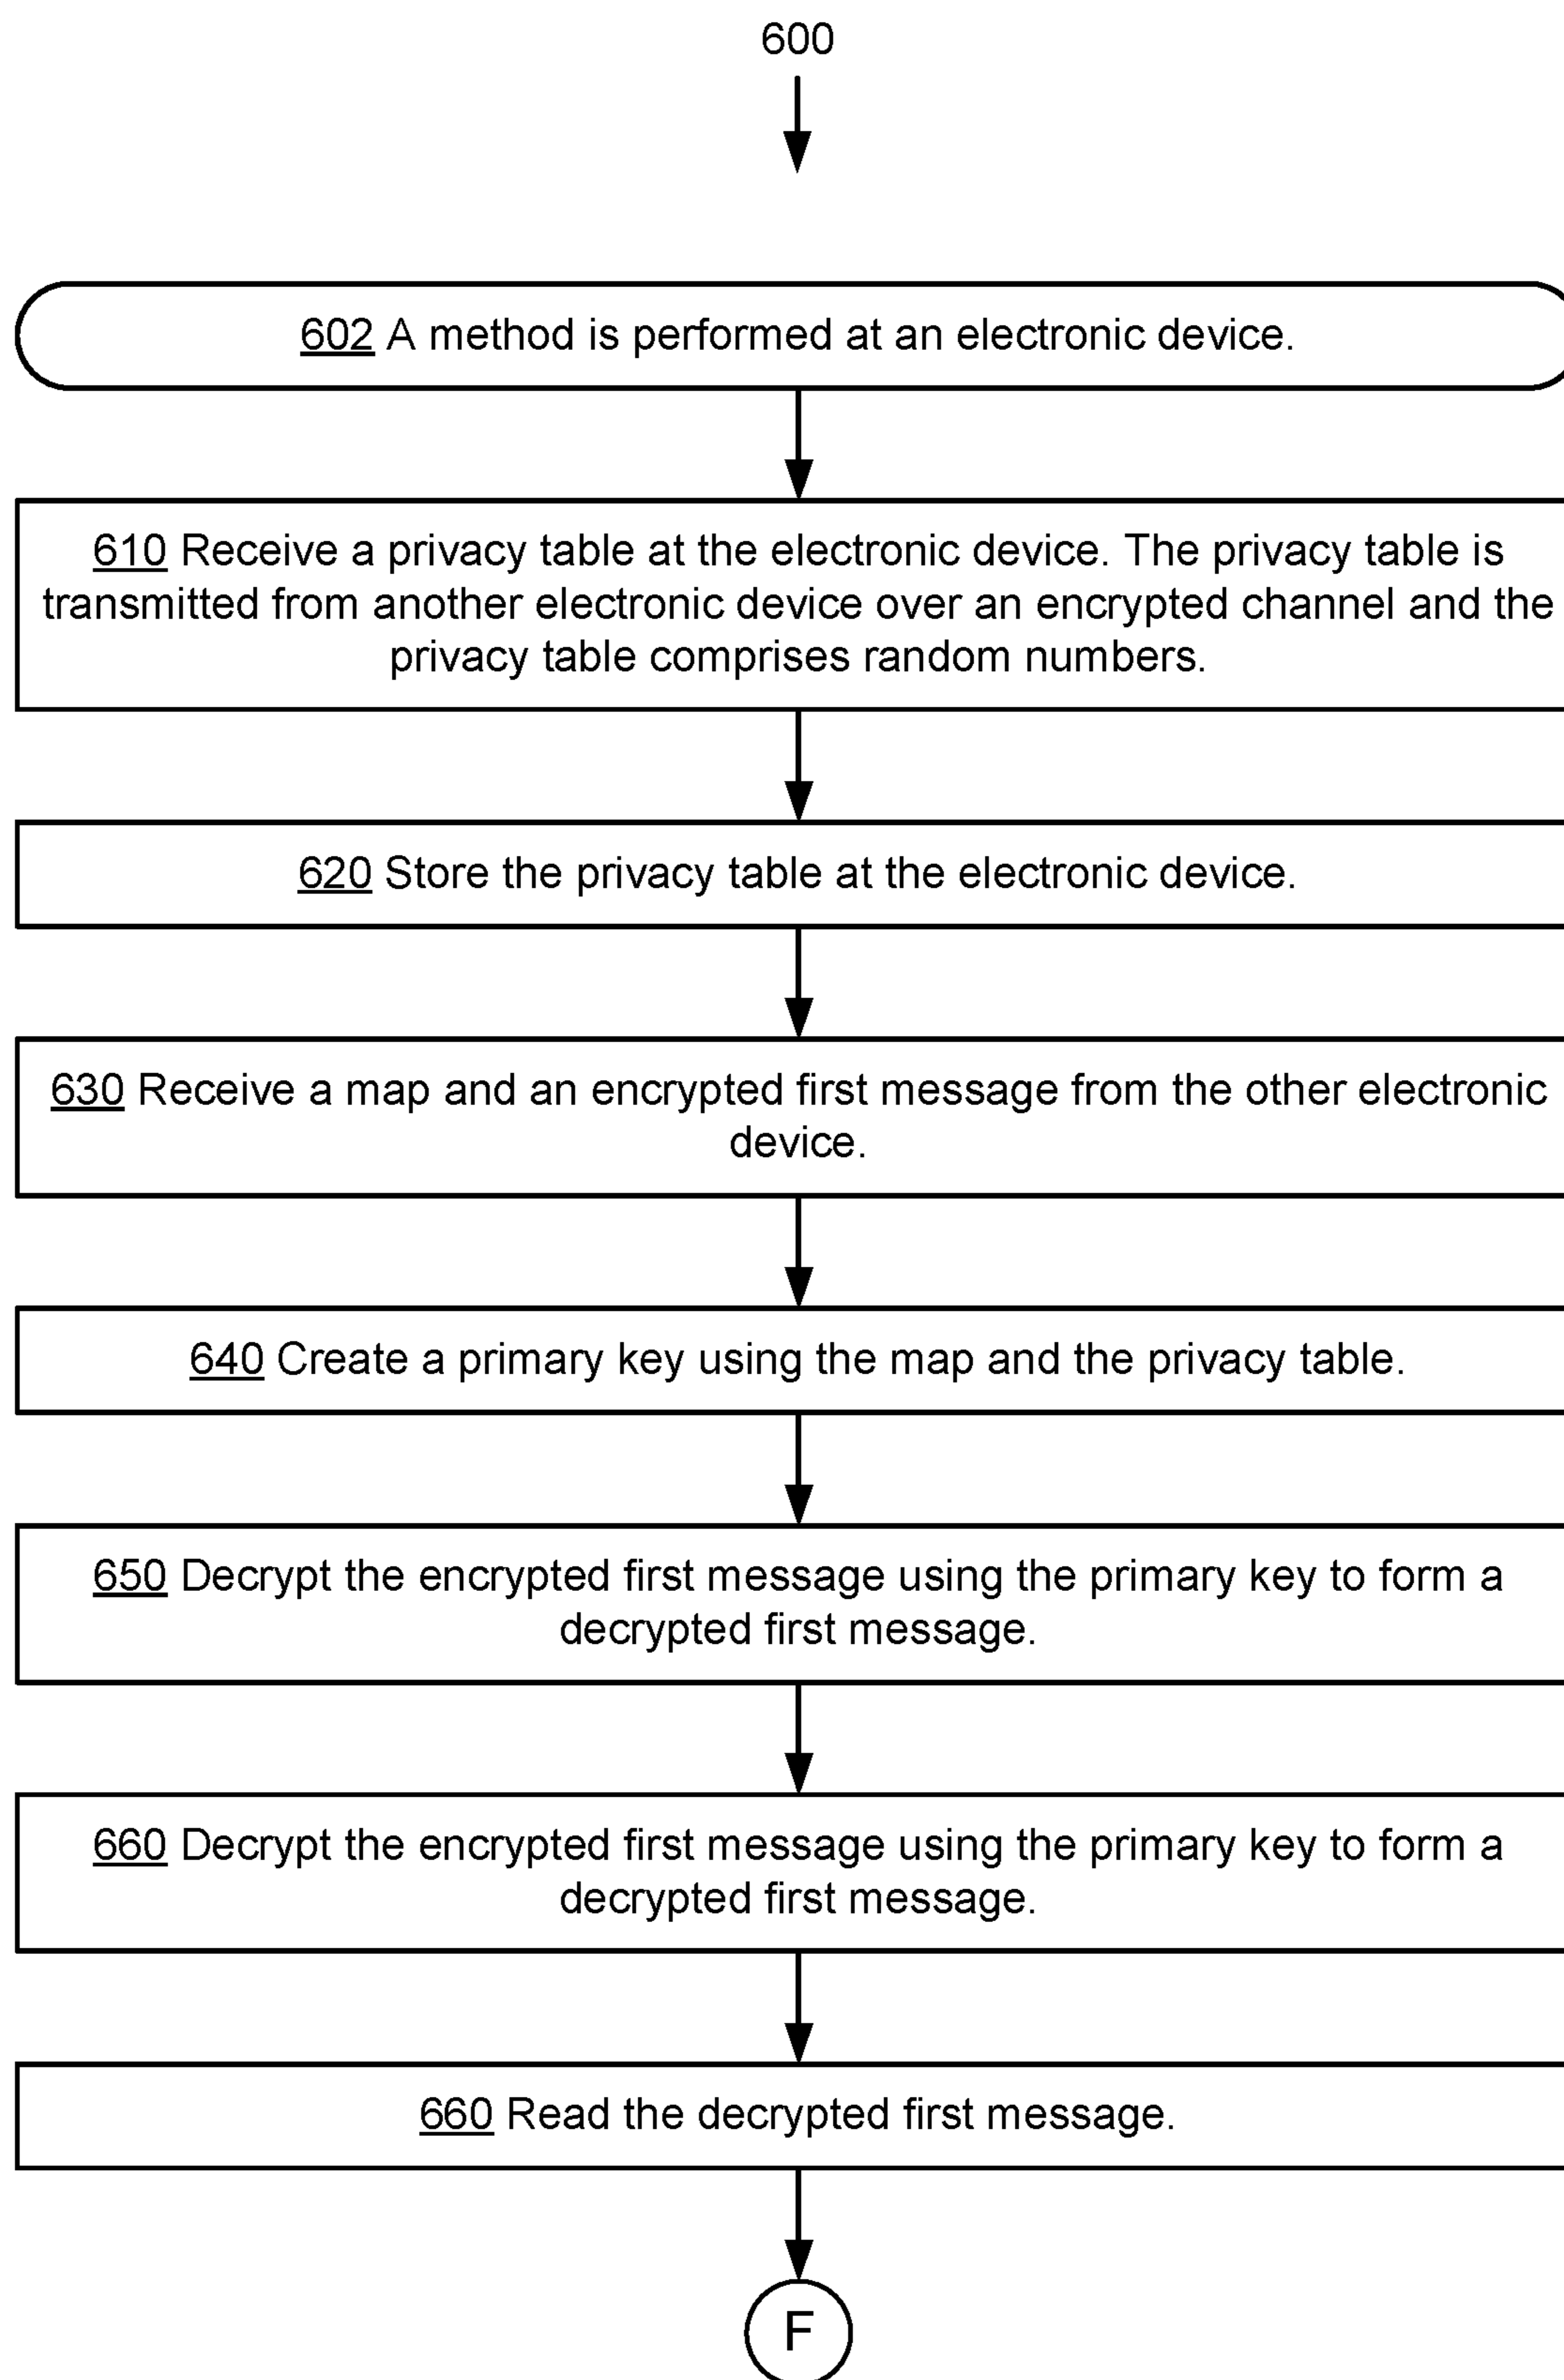 600
602 A method is performed at an electronic device.
610 Receive a privacy table at the electronic device. The privacy table is
transmitted from another electronic device over an encrypted channel and the
privacy table comprises random numbers.
620 Store the privacy table at the electronic device.
630 Receive a map and an encrypted first message from the other electronic
device.
640 Create a primary key using the map and the privacy table.
650 Decrypt the encrypted first message using the primary key to form a
decrypted first message.
660 Decrypt the encrypted first message using the primary key to form a
decrypted first message.
660 Read the decrypted first message.
F